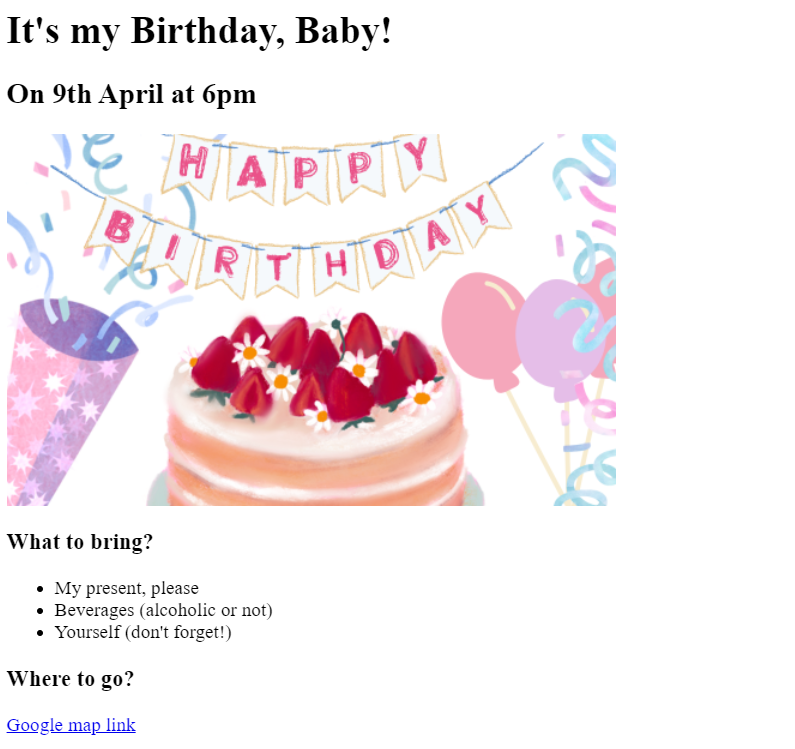 It's my Birthday, Baby!
On 9th April at 6pm
HAPPY
BIRTHDAY
What to bring?
My present, please
Beverages (alcoholic or not)
Yourself (don't forget!)
Where to go?
Google map link